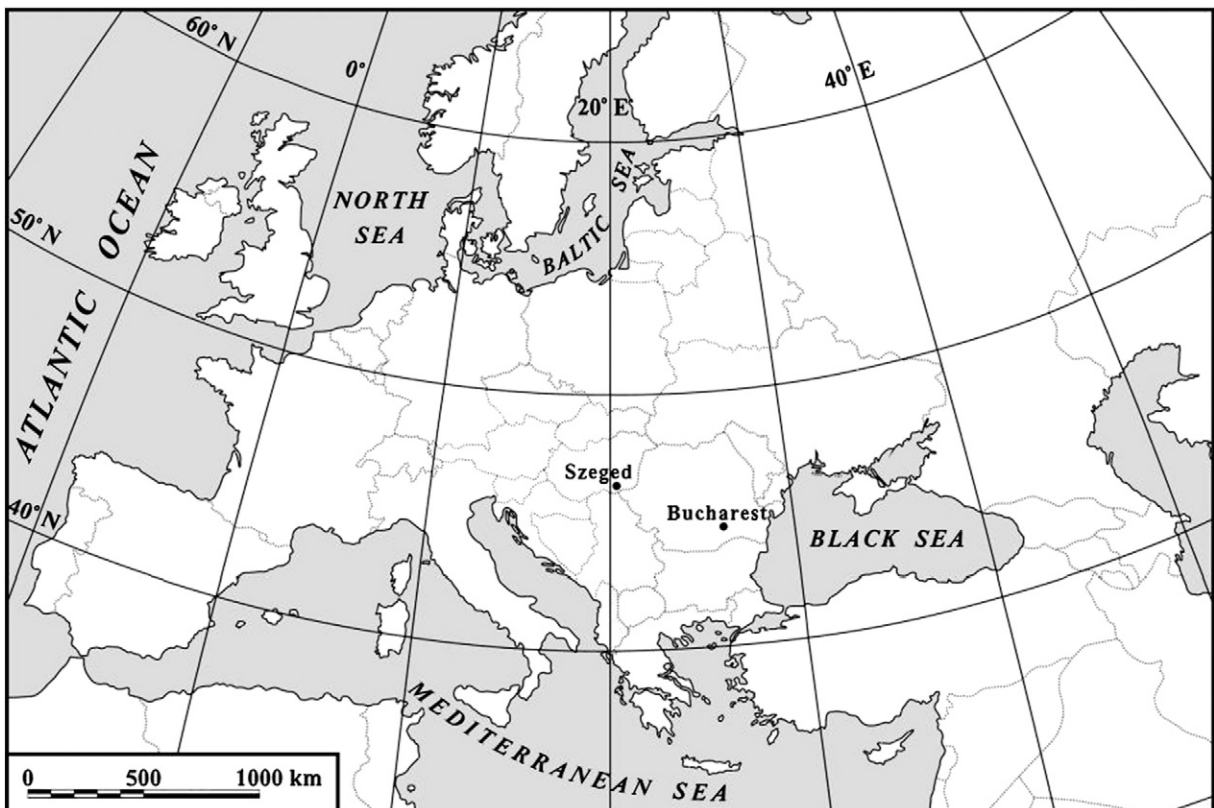 60° N
0°
40° E
20° E
ATLANTIC OCEAN
NORTH
SEA
BALTIC SEA
50° N
Szeged
Bucharest
BLACK SEA
40° N
MEDITERRANEAN SEA
0 500 1000 km